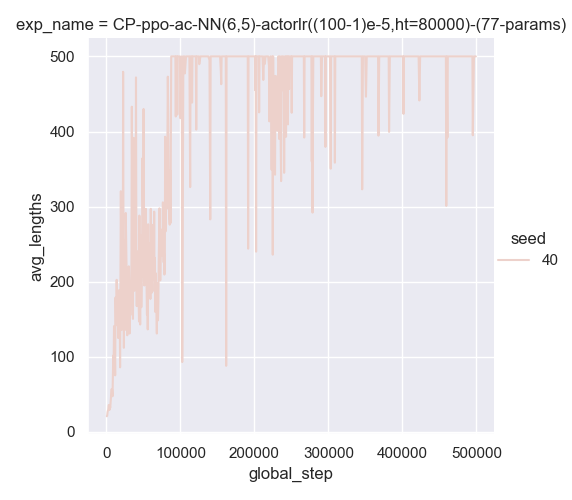 exp_name = CP-ppo-ac-NN(6,5)-actorlr((100-1)e-5,ht=80000)-(77-params)
500
400
300
200
100
0
avg_lengths
0 100000 200000 300000 400000 500000
global_step
seed
40